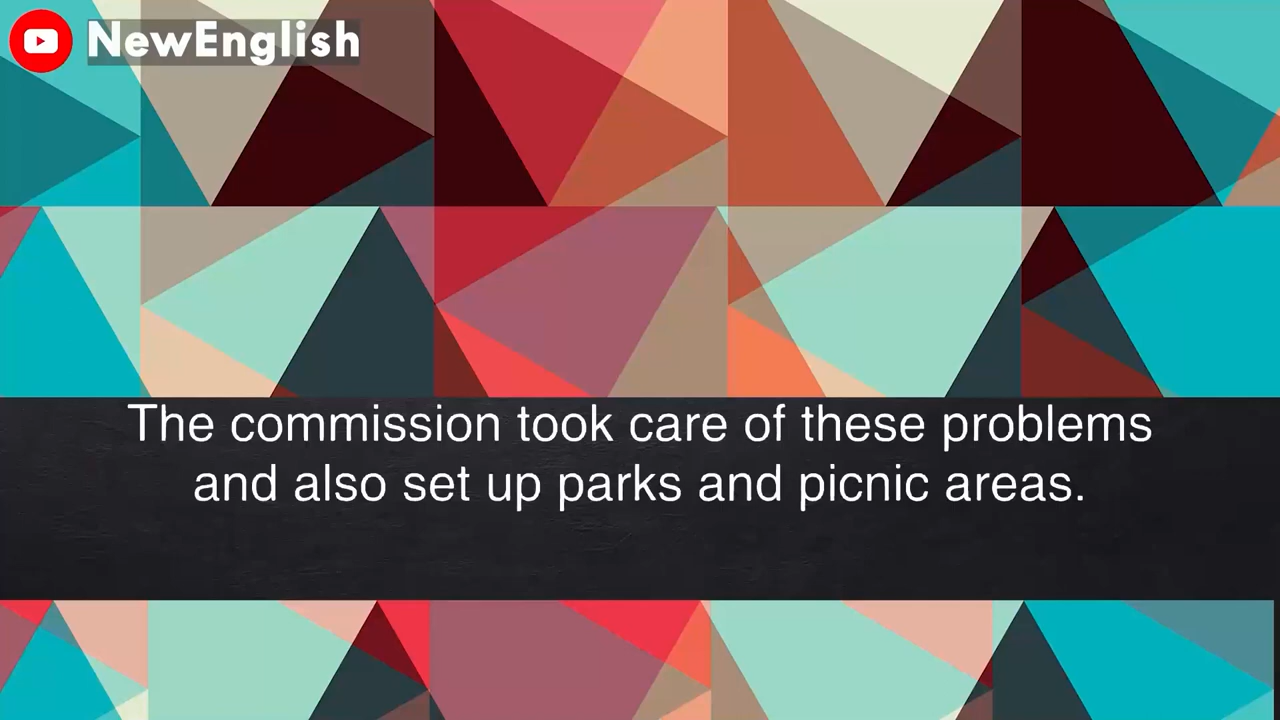 NewEnglish
The commission took care of these problems
and also set up parks and picnic areas.